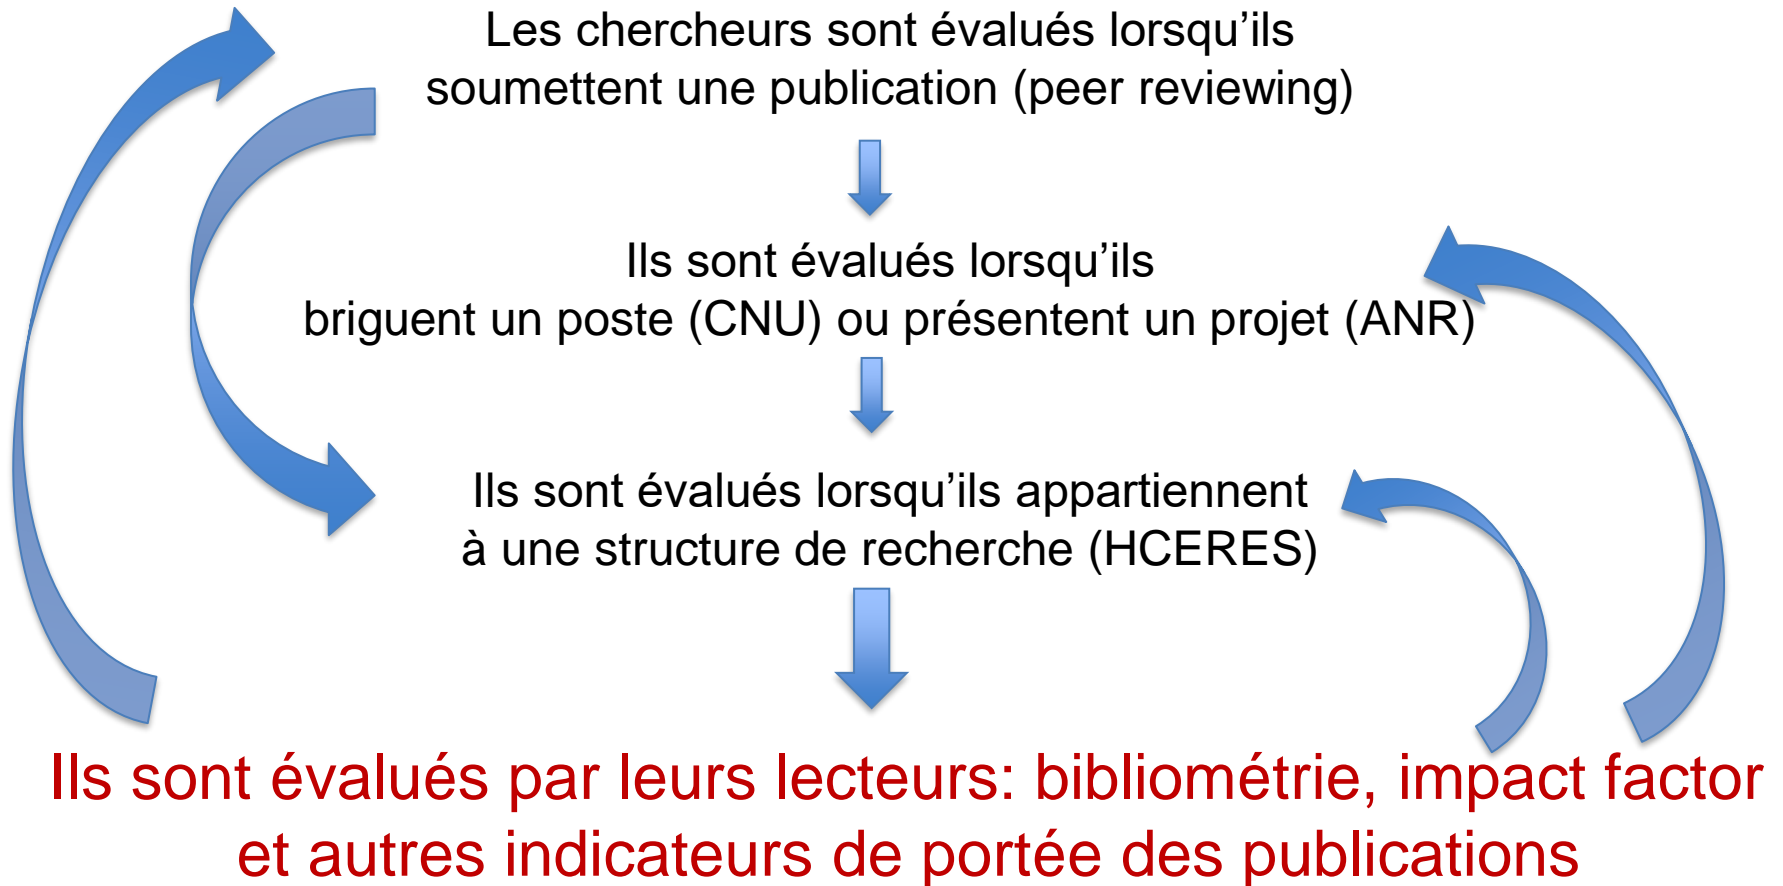 Les chercheurs sont évalués lorsqu’ils
soumettent une publication (peer reviewing)
Ils sont évalués lorsqu’ils
briguent un poste (CNU) ou présentent un projet (ANR)
Ils sont évalués lorsqu’ils appartiennent
à une structure de recherche (HCERES)
Ils sont évalués par leurs lecteurs: bibliométrie, impact factor
et autres indicateurs de portée des publications